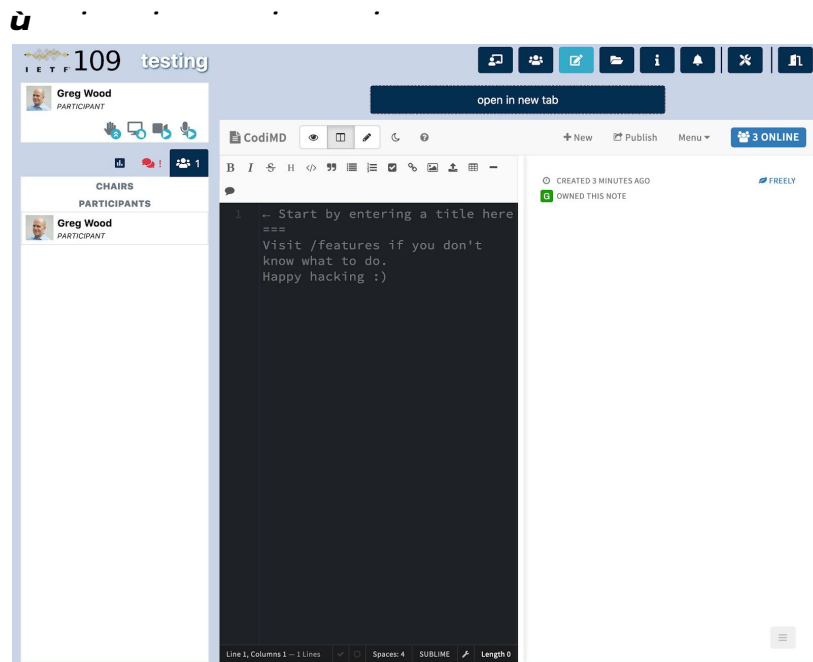 ù
I E T F 109 testing
Greg Wood
PARTICIPANT
open in new tab
CodiMD
+ New Publish Menu 3 ONLINE
! 1
CHAIRS
PARTICIPANTS
Greg Wood
PARTICIPANT
B I S H
1 ← Start by entering a title here
===
Visit /features if you don't
know what to do.
Happy hacking :)
CREATED 3 MINUTES AGO FREELY
G OWNED THIS NOTE
Line 1, Columns 1 — 1 Lines Spaces: 4 SUBLIME Length 0